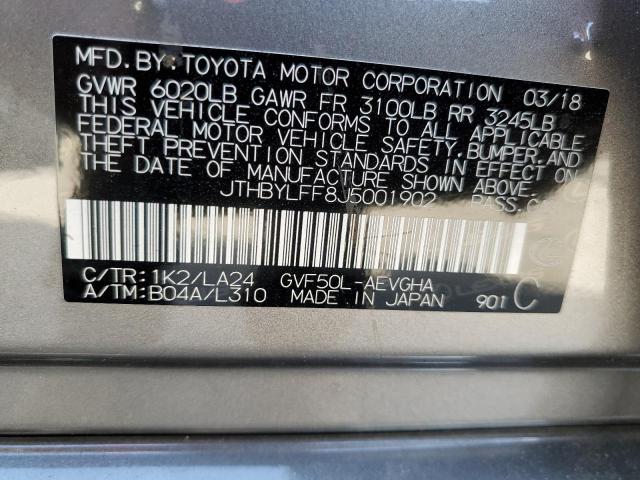 MFD. BY: TOYOTA MOTOR CORPORATION 03/18
GVWR 6020LB GAWR FR 3100LB RR 3245LB
THIS VEHICLE CONFORMS TO ALL APPLICABLE
FEDERAL MOTOR VEHICLE SAFETY, BUMPER, AND
THEFT PREVENTION STANDARDS IN EFFECT ON
THE DATE OF MANUFACTURE SHOWN ABOVE.
JTHBYLFF8J5001902 PASS.
C/TR: 1K2/LA24 GVF50L-AEVGHA
A/TM: B04A/L310 MADE IN JAPAN 901 C